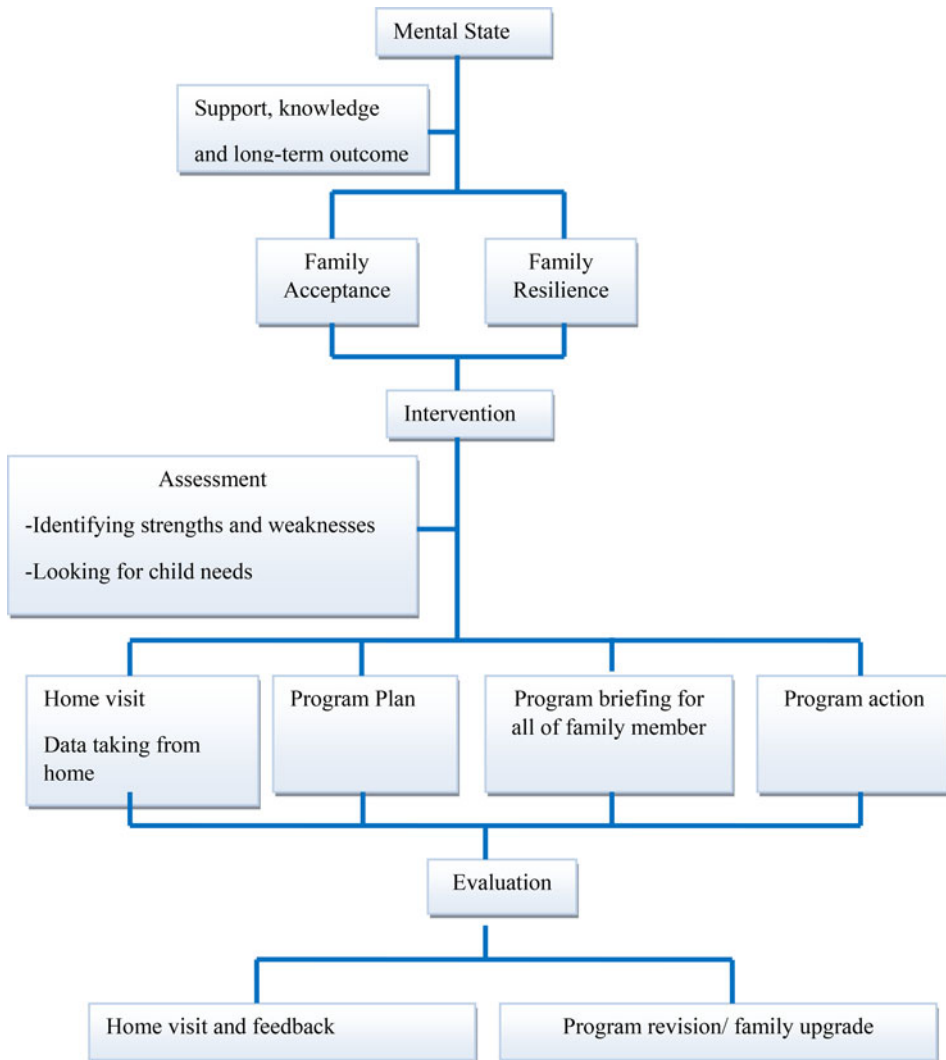 Mental State
Support, knowledge
and long-term outcome
Family
Acceptance
Family
Resilience
Intervention
Assessment
-Identifying strengths and weaknesses
-Looking for child needs
Home visit
Data taking from
home
Program Plan
Program briefing for
all of family member
Program action
Evaluation
Home visit and feedback
Program revision/ family upgrade